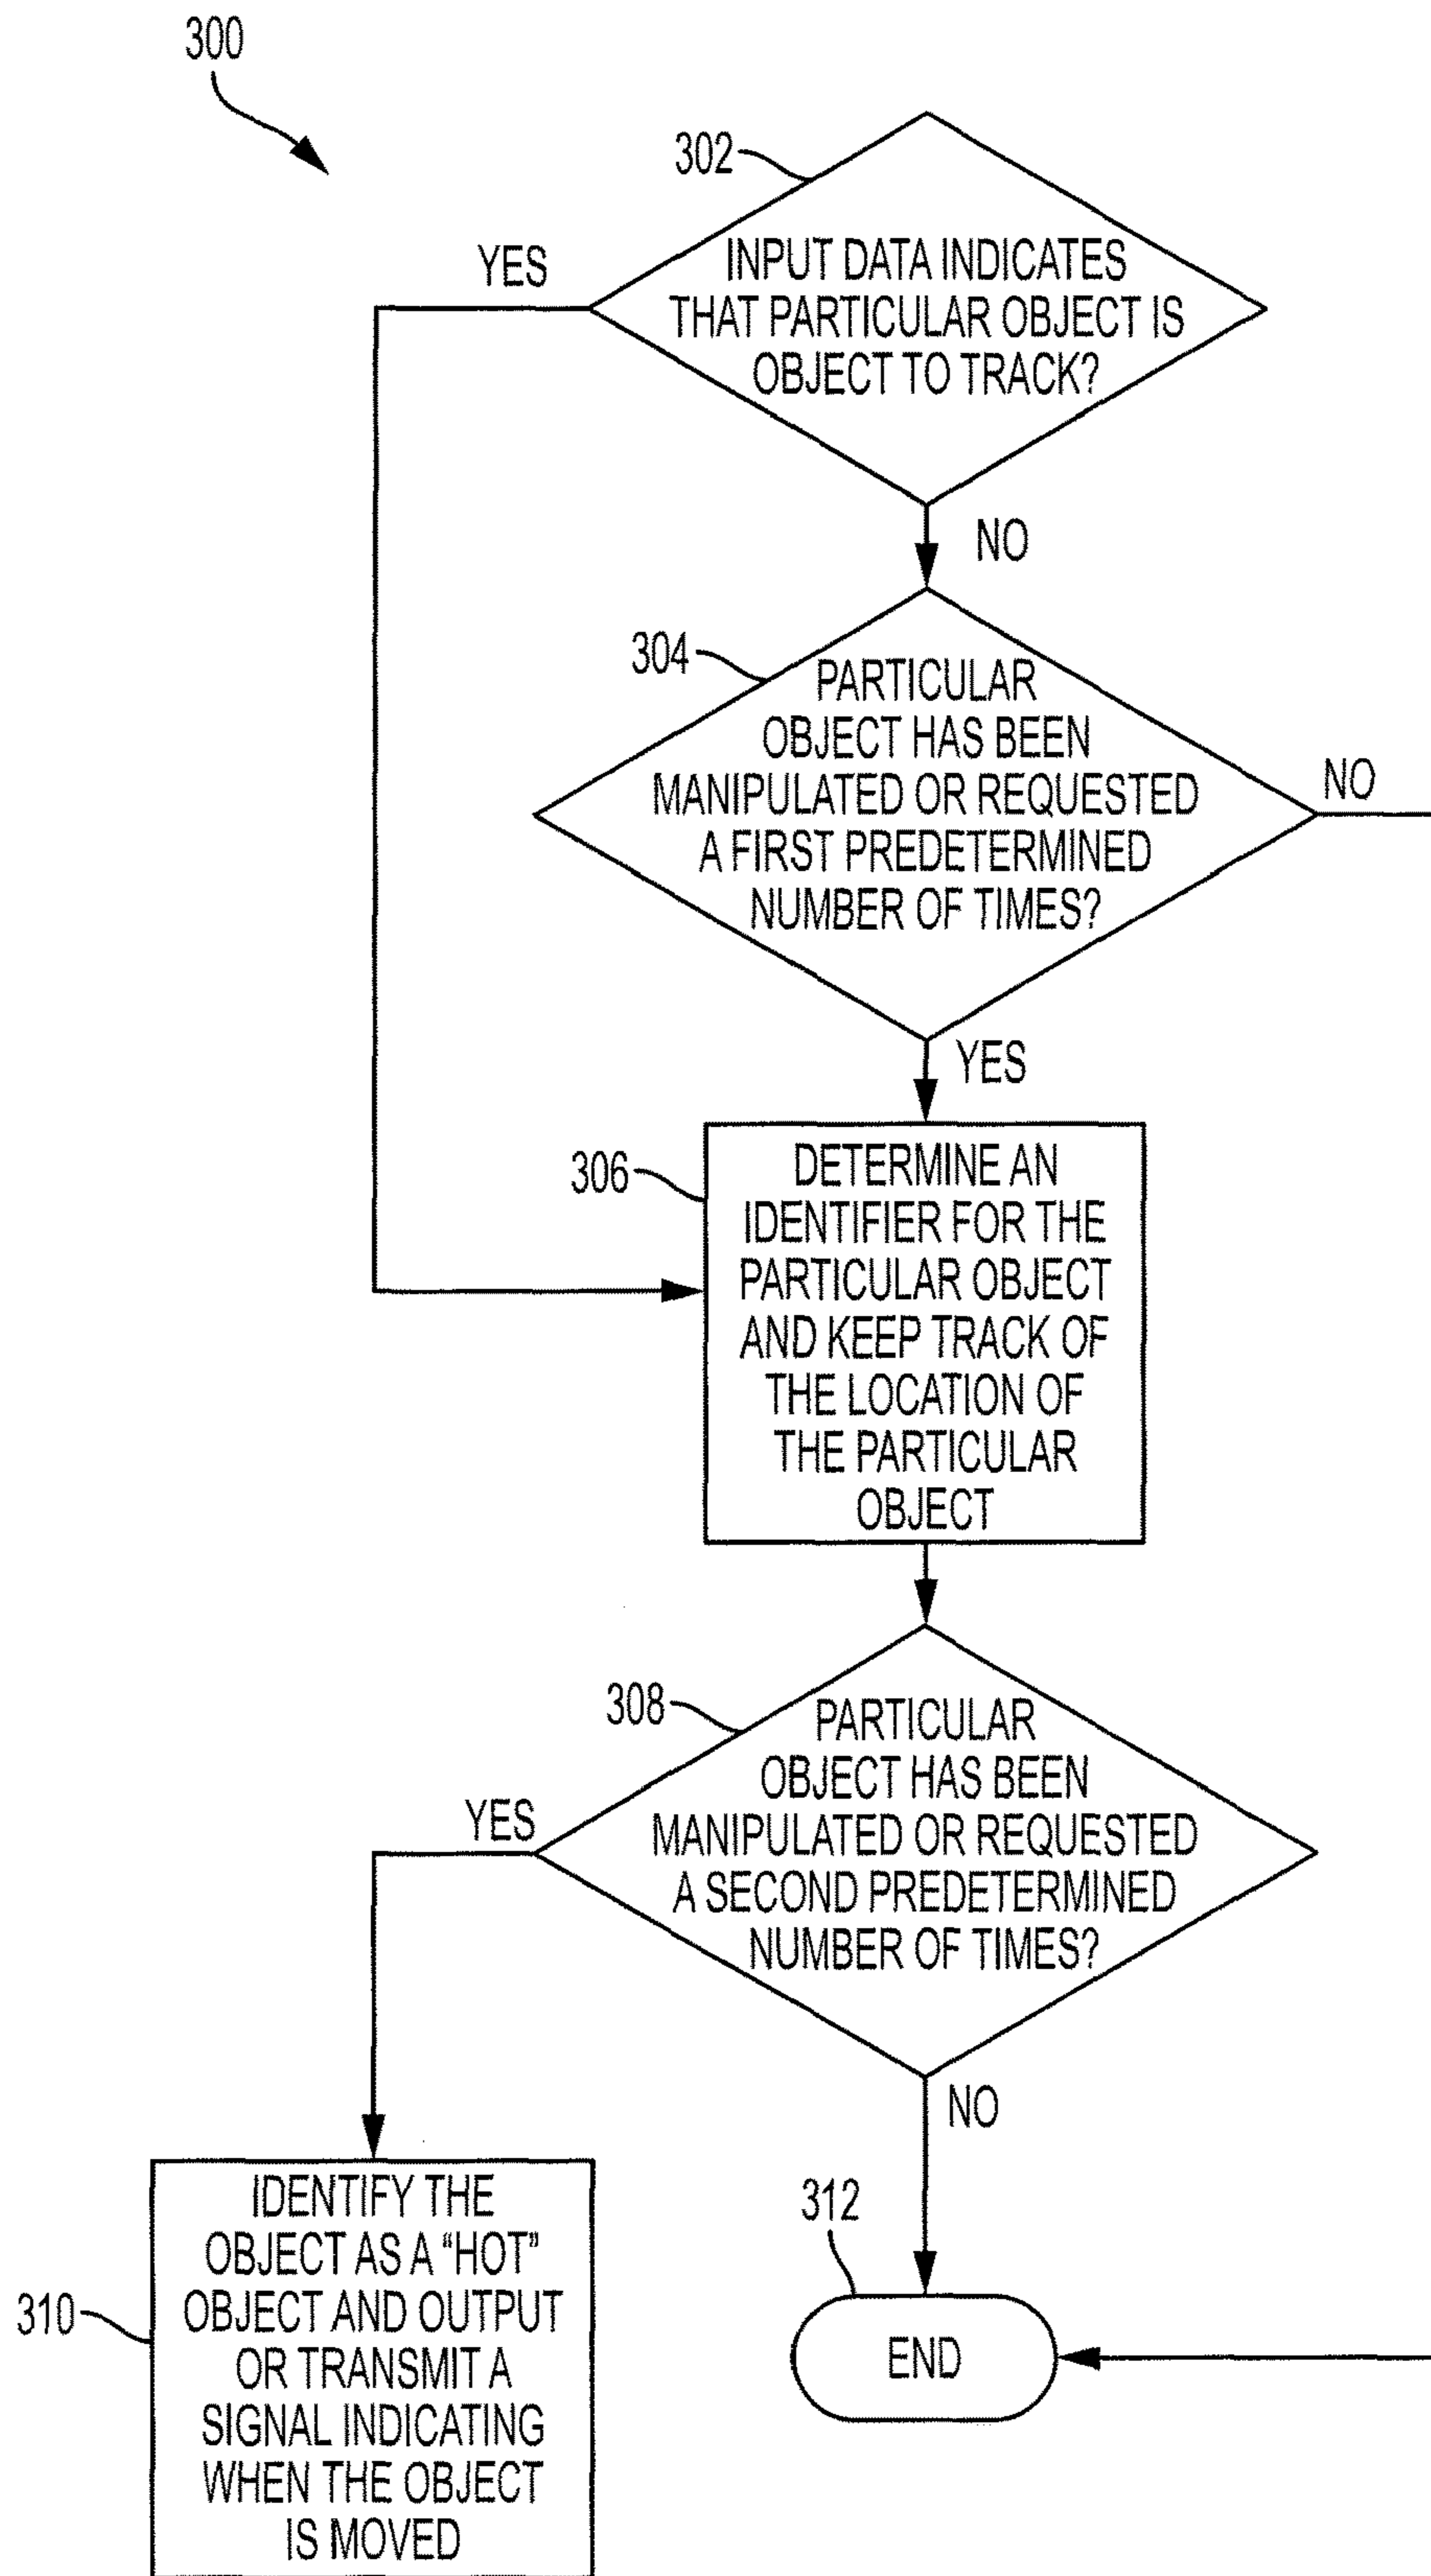 300
302
INPUT DATA INDICATES
THAT PARTICULAR OBJECT IS
OBJECT TO TRACK?
YES
NO
304
PARTICULAR
OBJECT HAS BEEN
MANIPULATED OR REQUESTED
A FIRST PREDETERMINED
NUMBER OF TIMES?
NO
YES
306
DETERMINE AN
IDENTIFIER FOR THE
PARTICULAR OBJECT
AND KEEP TRACK OF
THE LOCATION OF
THE PARTICULAR
OBJECT
308
PARTICULAR
OBJECT HAS BEEN
MANIPULATED OR REQUESTED
A SECOND PREDETERMINED
NUMBER OF TIMES?
YES
NO
310
IDENTIFY THE
OBJECT AS A “HOT”
OBJECT AND OUTPUT
OR TRANSMIT A
SIGNAL INDICATING
WHEN THE OBJECT
IS MOVED
312
END